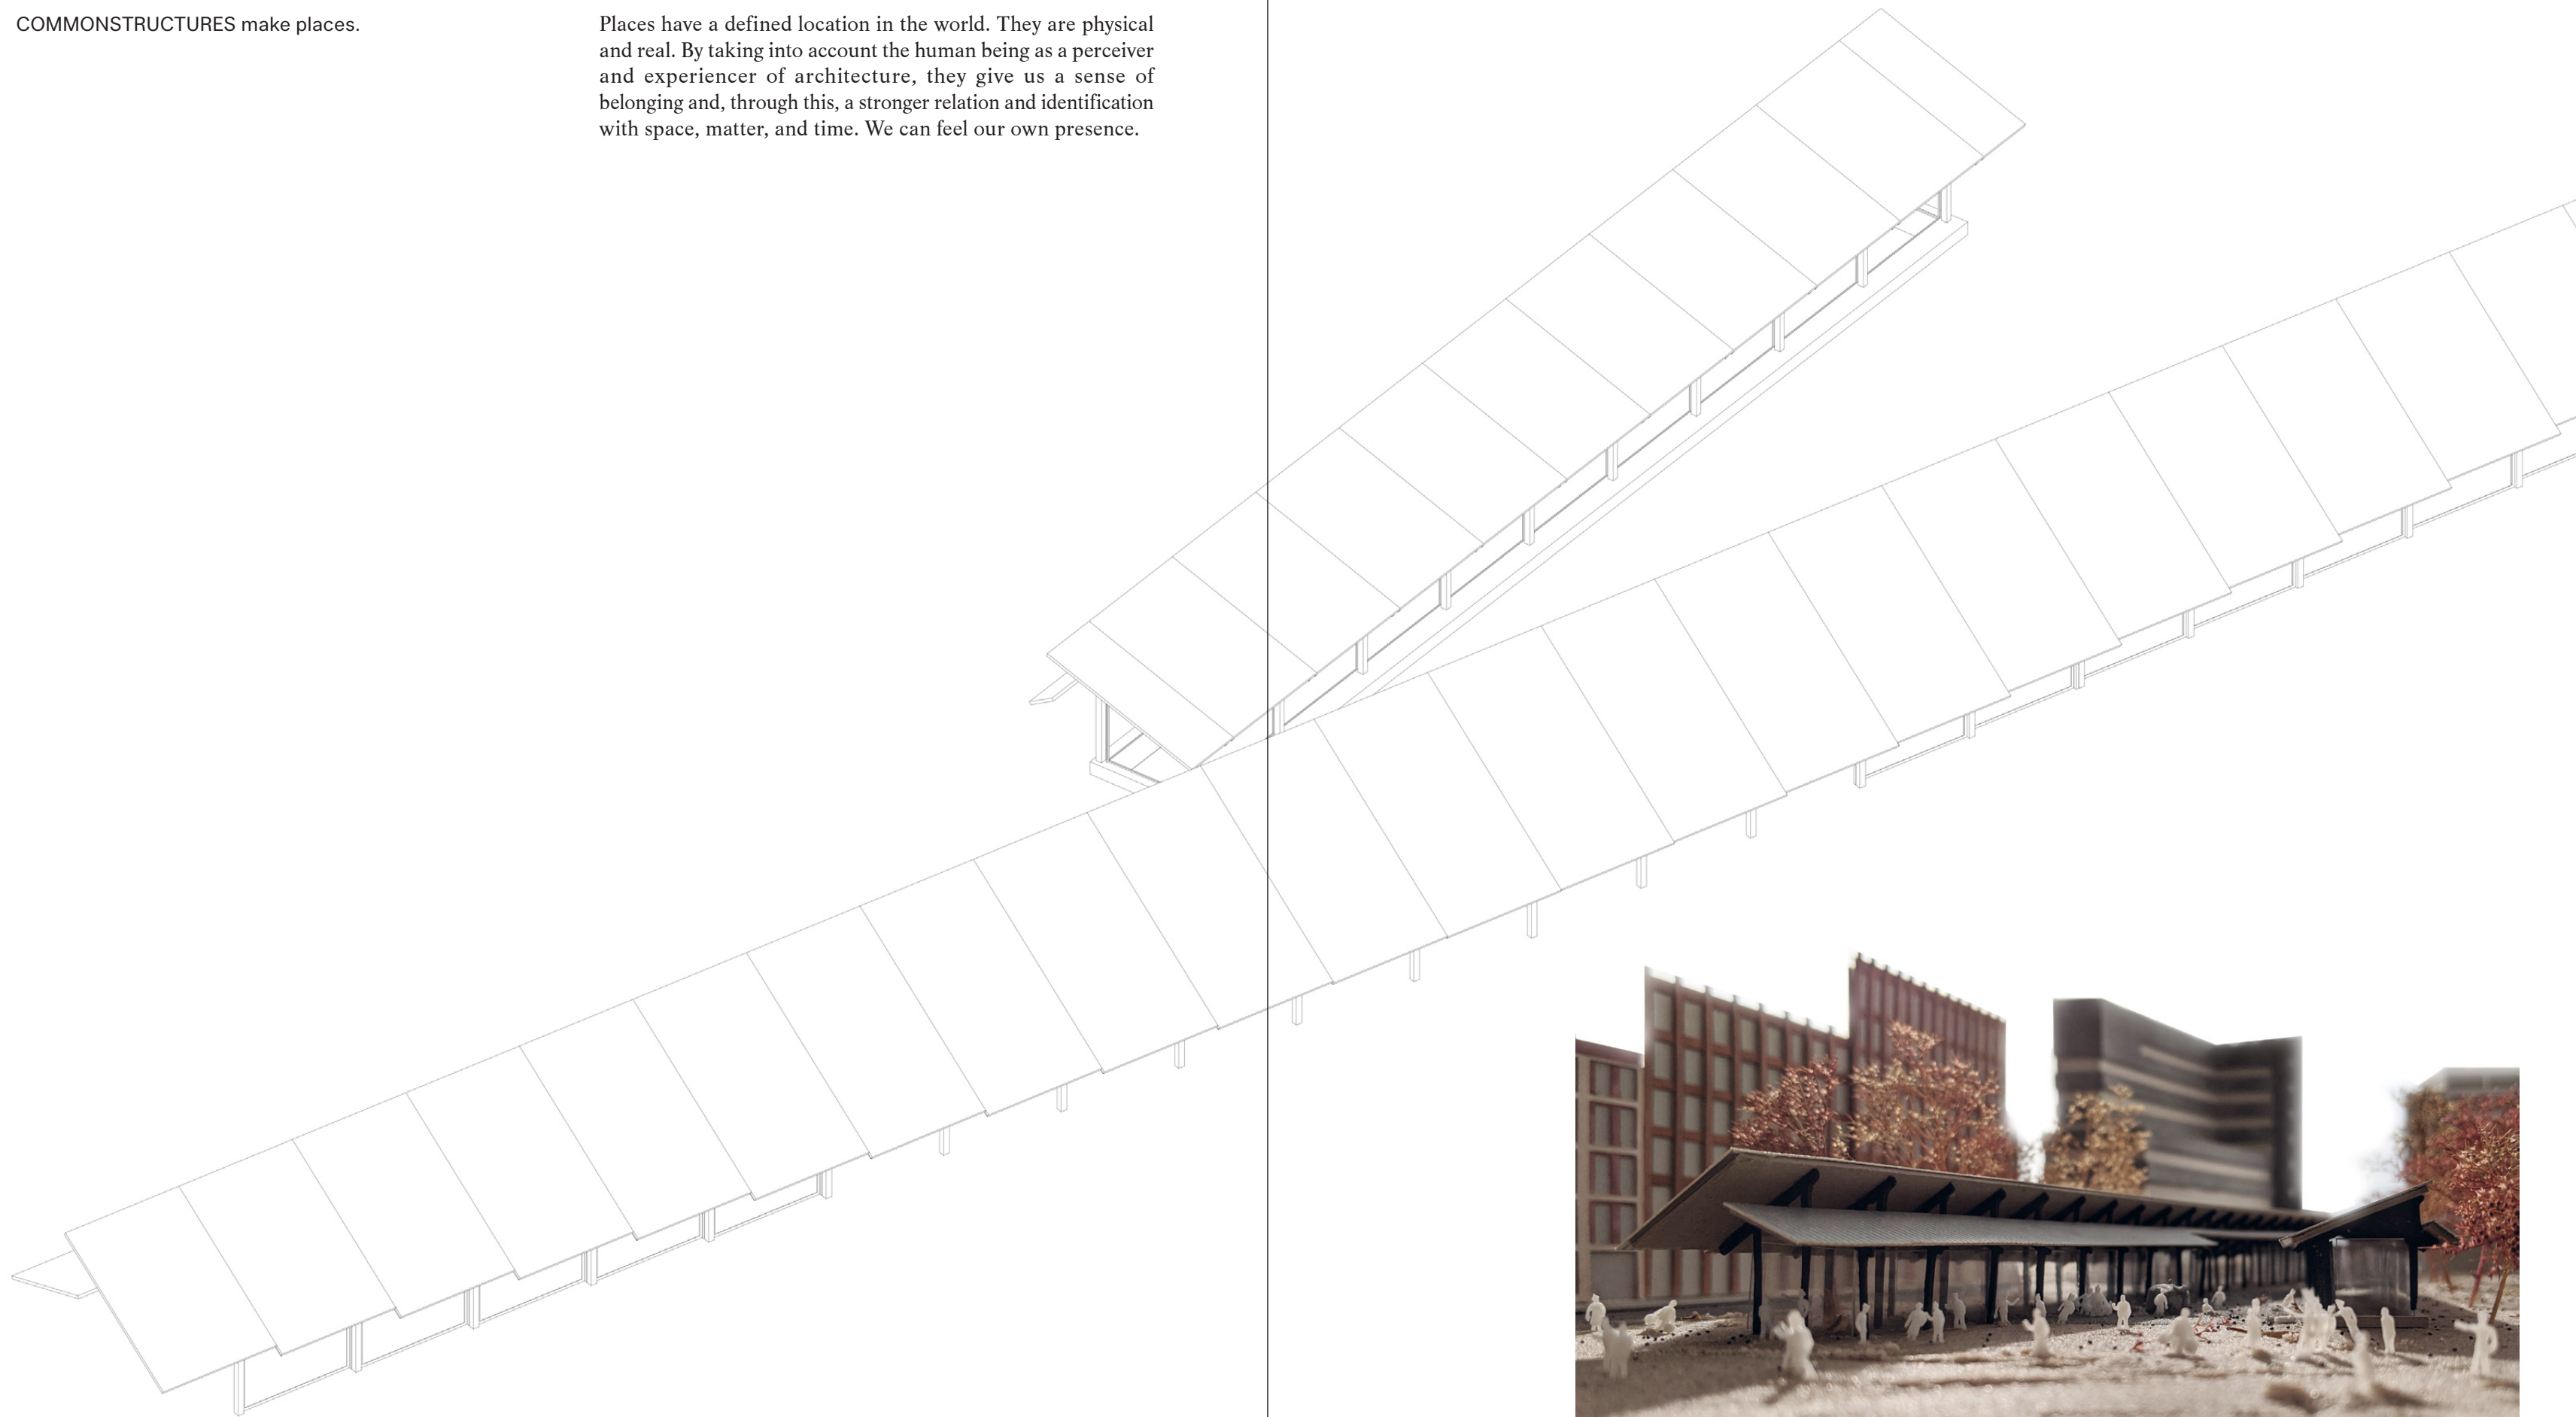 COMMONSTRUCTURES make places.
Places have a defined location in the world. They are physical
and real. By taking into account the human being as a perceiver
and experiencer of architecture, they give us a sense of
belonging and, through this, a stronger relation and identification
with space, matter, and time. We can feel our own presence.